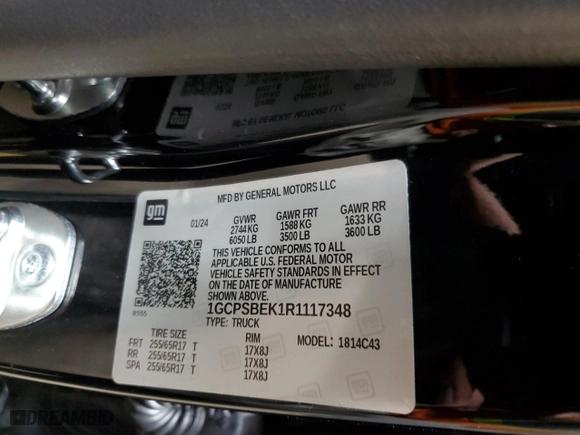 MFD BY GENERAL MOTORS LLC
gm
01/24
GVWR GAWR FRT GAWR RR
2744 KG 1588 KG 1633 KG
6050 LB 3500 LB 3600 LB
THIS VEHICLE CONFORMS TO ALL
APPLICABLE U.S. FEDERAL MOTOR
VEHICLE SAFETY STANDARDS IN EFFECT
ON THE DATE OF MANUFACTURE
SHOWN ABOVE.
1GCPSBEK1R1117348
TYPE: TRUCK
TIRE SIZE RIM MODEL: 1814C43
FRT 255/65R17 T 17X8J
RR 255/65R17 T 17X8J
SPA 255/65R17 T 17X8J
DREAMBID